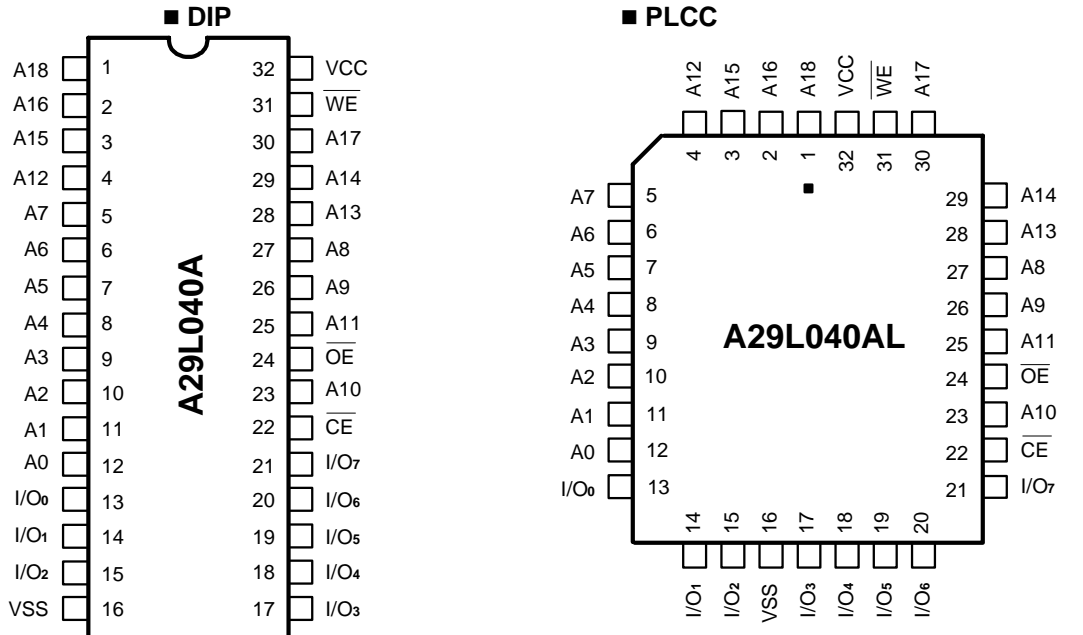 ■ DIP
A18 1 32 VCC
A16 2 31 WE
A15 3 30 A17
A12 4 29 A14
A7 5 28 A13
A6 6 27 A8
A5 7 26 A9
A4 8 25 A11
A3 9 24 OE
A2 10 23 A10
A1 11 22 CE
A0 12 21 I/O7
I/O0 13 20 I/O6
I/O1 14 19 I/O5
I/O2 15 18 I/O4
VSS 16 17 I/O3
A29L040A
■ PLCC
A12 A15 A16 A18 VCC WE A17
4 3 2 1 32 31 30
A7 5 29 A14
A6 6 28 A13
A5 7 27 A8
A4 8 26 A9
A3 9 25 A11
A2 10 24 OE
A1 11 23 A10
A0 12 22 CE
I/O0 13 21 I/O7
A29L040AL
14 15 16 17 18 19 20
I/O1 I/O2 VSS I/O3 I/O4 I/O5 I/O6